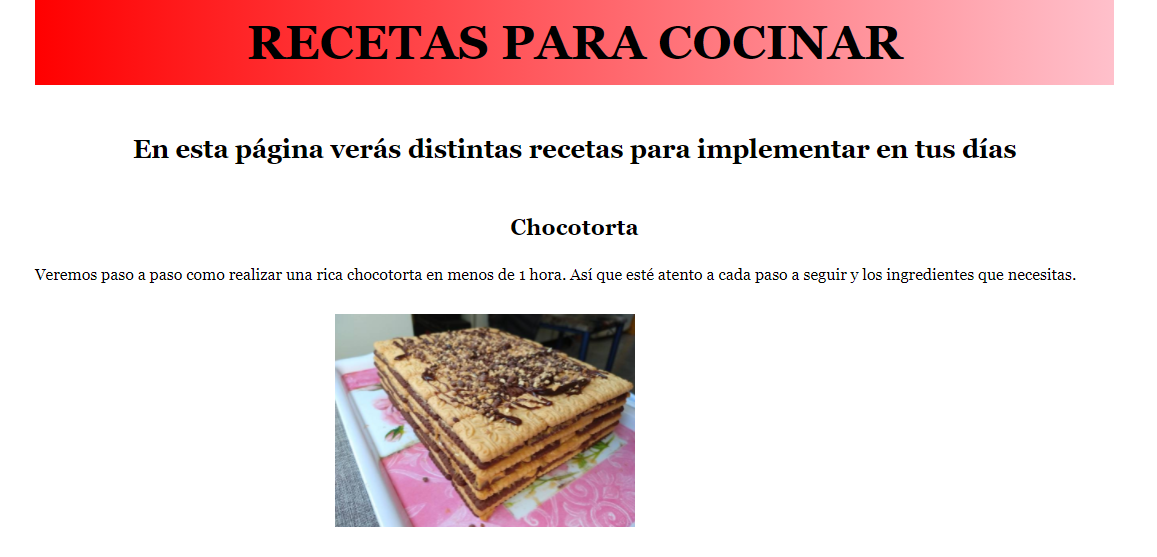 RECETAS PARA COCINAR
En esta página verás distintas recetas para implementar en tus días
Chocotorta
Veremos paso a paso como realizar una rica chocotorta en menos de 1 hora. Así que esté atento a cada paso a seguir y los ingredientes que necesitas.